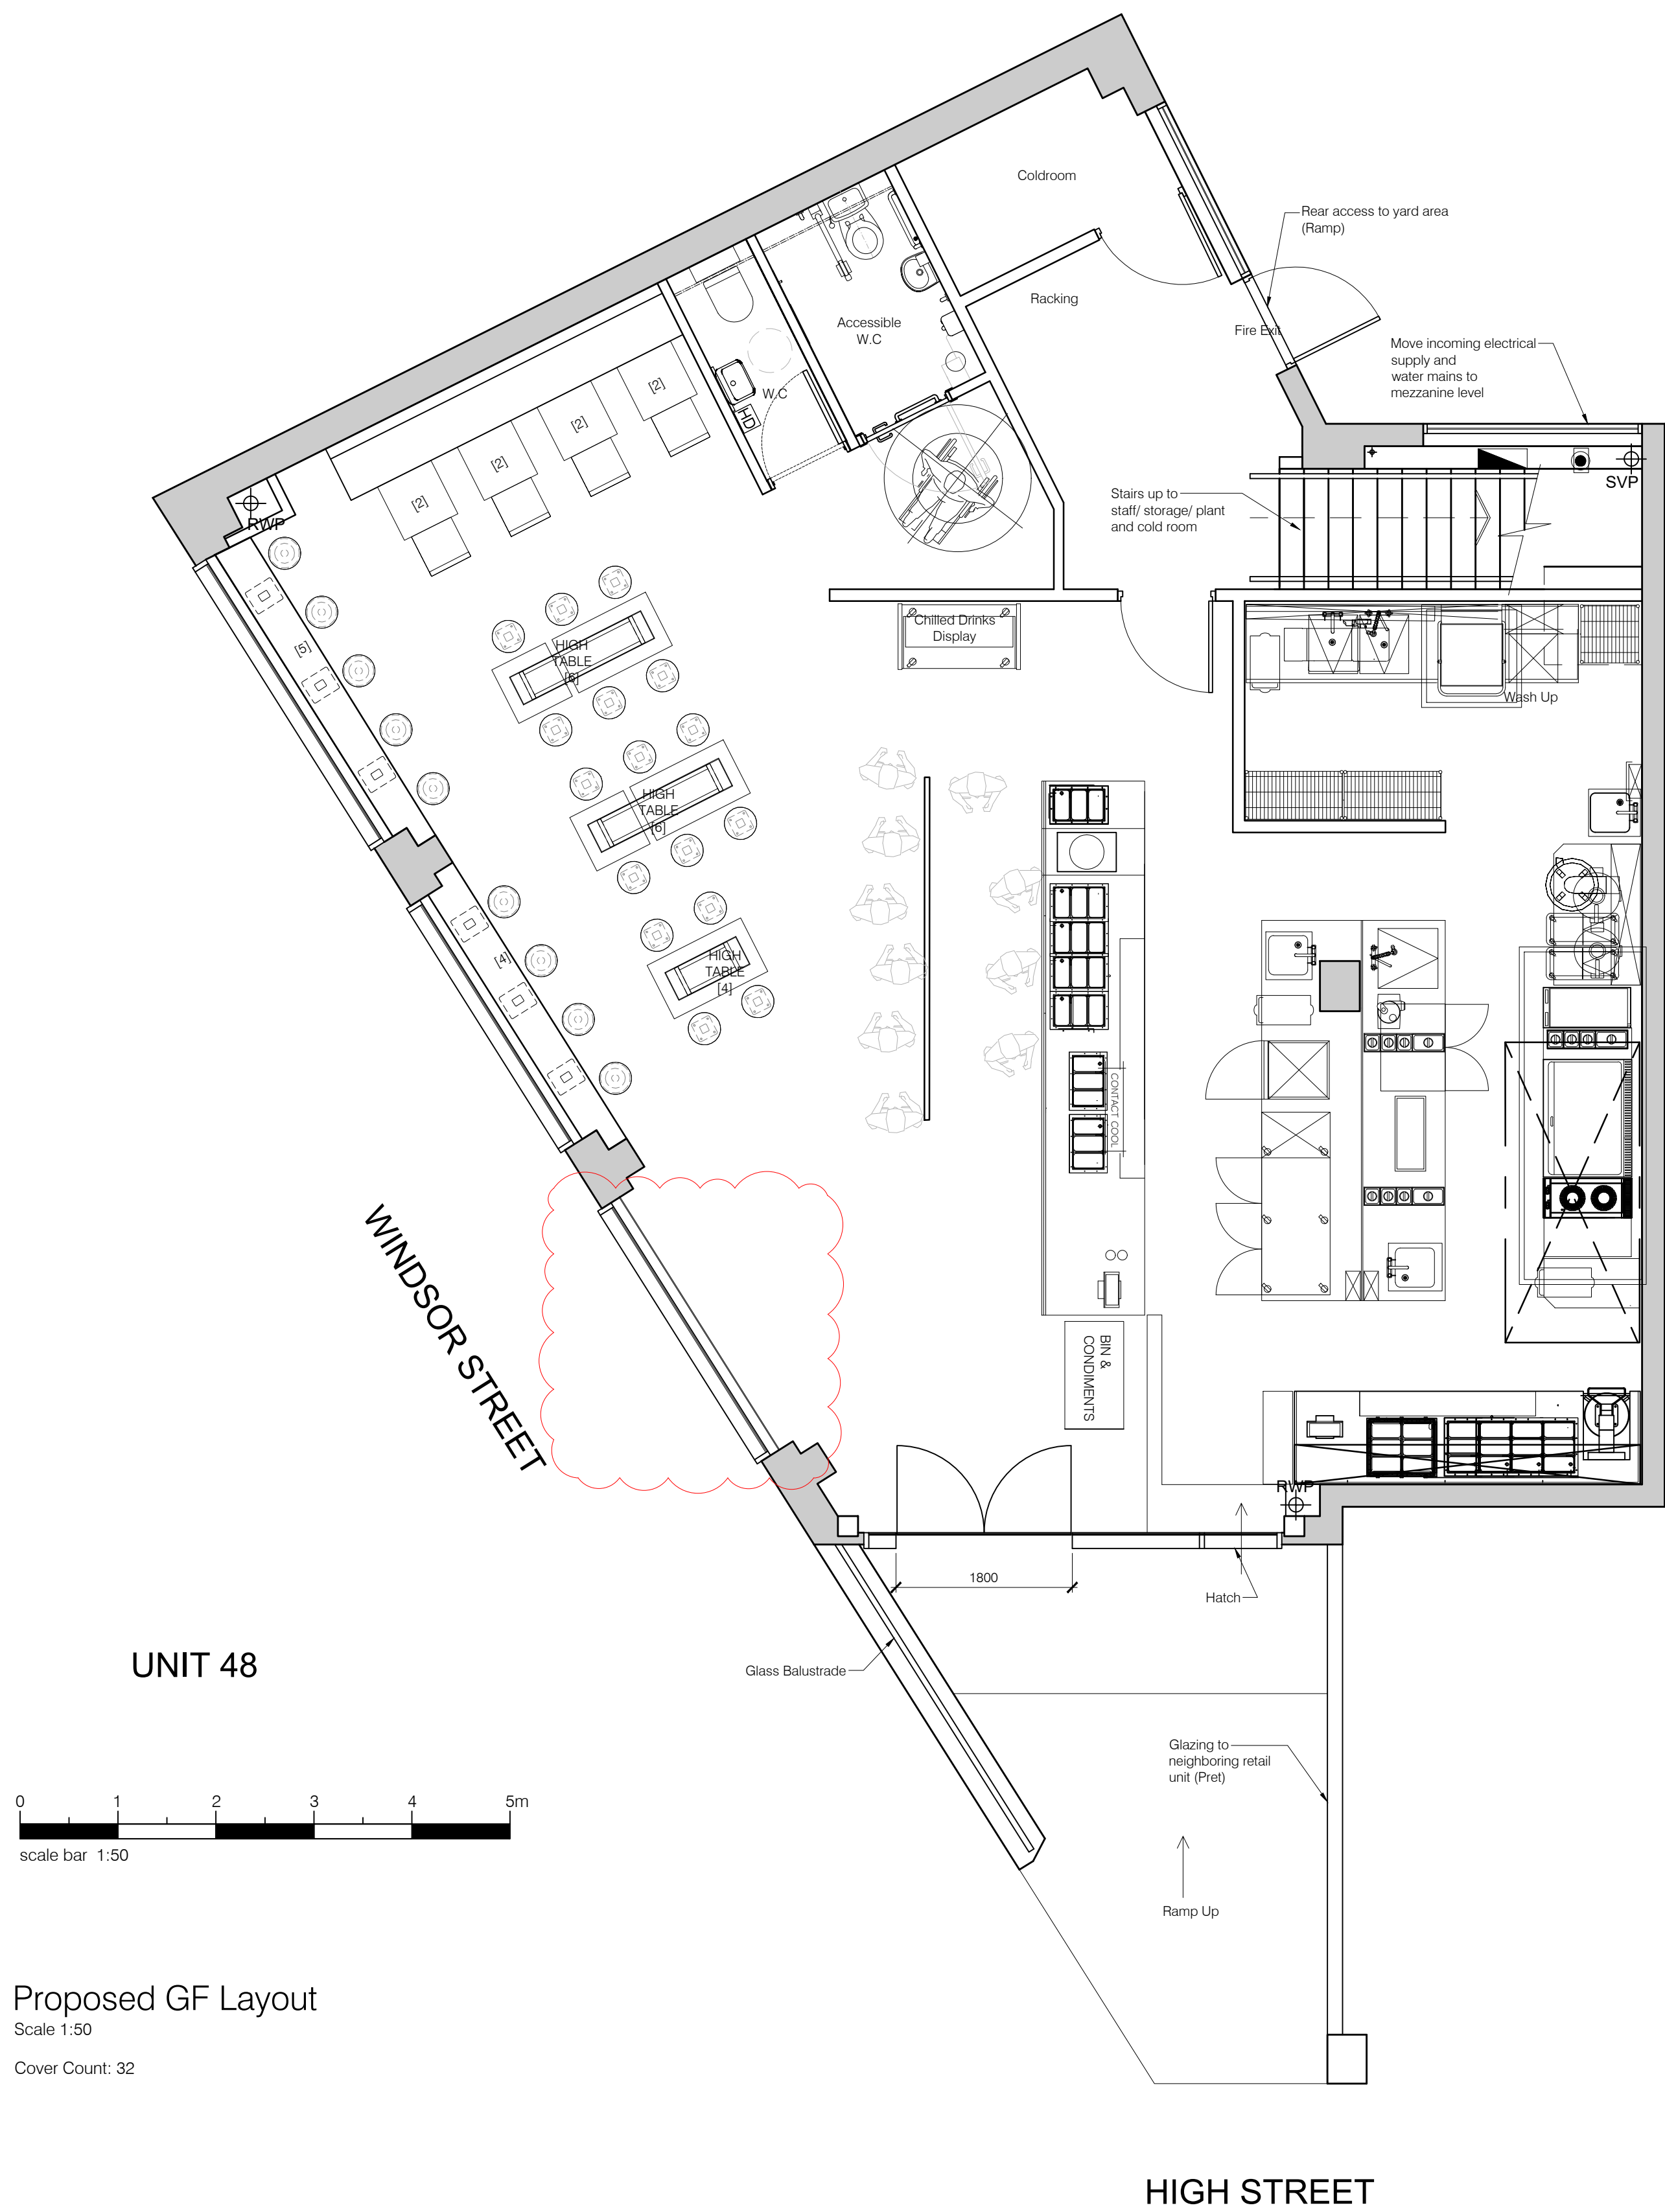 Coldroom
Rear access to yard area
(Ramp)
Racking
Accessible
W.C
Fire Exit
Move incoming electrical
supply and
water mains to
mezzanine level
W.C
HD
[2]
[2]
[2]
[2]
RWP
Stairs up to
staff/ storage/ plant
and cold room
SVP
Chilled Drinks
Display
[5]
HIGH
TABLE
[6]
Wash Up
HIGH
TABLE
[6]
[4]
HIGH
TABLE
[4]
CONTACT COOL
WINDSOR STREET
BIN &
CONDIMENTS
RWP
1800
Hatch
UNIT 48
Glass Balustrade
Glazing to
neighboring retail
unit (Pret)
0 1 2 3 4 5m
scale bar 1:50
Ramp Up
Proposed GF Layout
Scale 1:50
Cover Count: 32
HIGH STREET